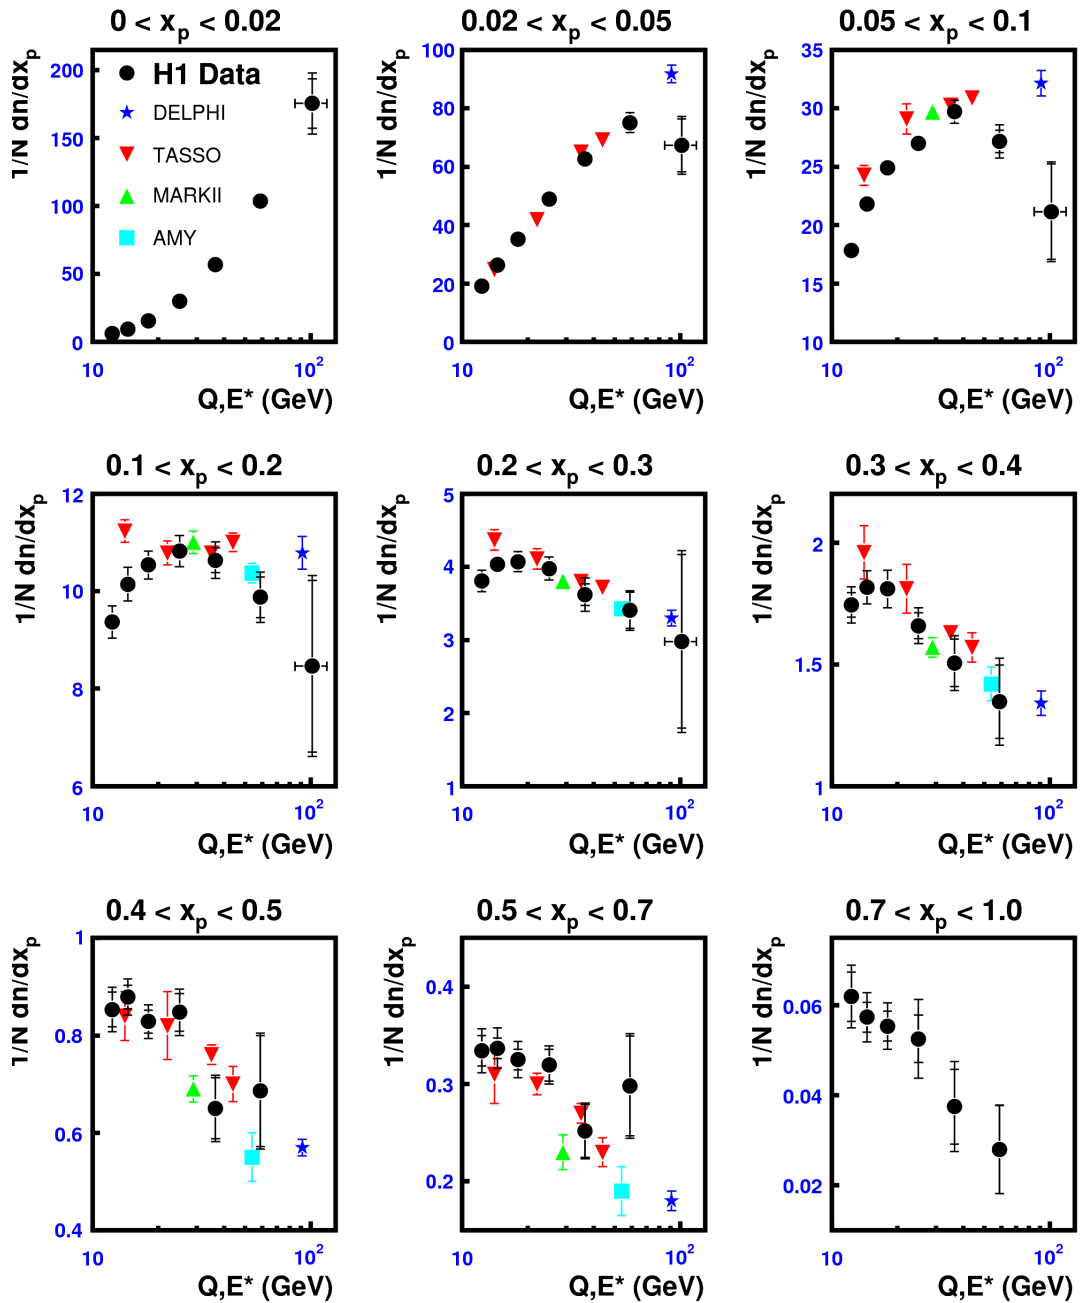 0 < xp < 0.02
1/N dn/dxp
200
150
100
50
0
H1 Data
DELPHI
TASSO
MARKII
AMY
10
10²
Q,E* (GeV)
0.02 < xp < 0.05
1/N dn/dxp
100
80
60
40
20
0
10
10²
Q,E* (GeV)
0.05 < xp < 0.1
1/N dn/dxp
35
30
25
20
15
10
10
10²
Q,E* (GeV)
0.1 < xp < 0.2
1/N dn/dxp
12
10
8
6
10
10²
Q,E* (GeV)
0.2 < xp < 0.3
1/N dn/dxp
5
4
3
2
1
10
10²
Q,E* (GeV)
0.3 < xp < 0.4
1/N dn/dxp
2
1.5
1
10
10²
Q,E* (GeV)
0.4 < xp < 0.5
1/N dn/dxp
1
0.8
0.6
0.4
10
10²
Q,E* (GeV)
0.5 < xp < 0.7
1/N dn/dxp
0.4
0.3
0.2
10
10²
Q,E* (GeV)
0.7 < xp < 1.0
1/N dn/dxp
0.06
0.04
0.02
10
10²
Q,E* (GeV)